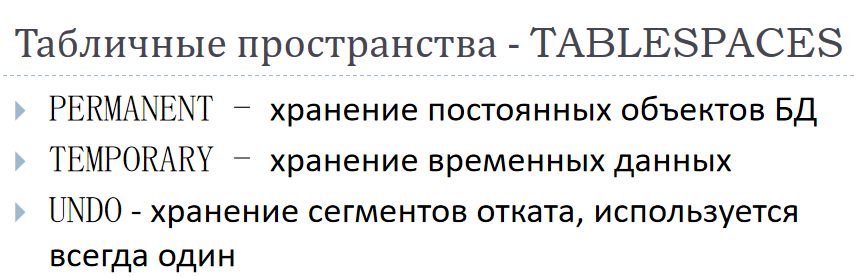 Табличные пространства - TABLESPACES
PERMANENT – хранение постоянных объектов БД
TEMPORARY – хранение временных данных
UNDO - хранение сегментов отката, используется
всегда один